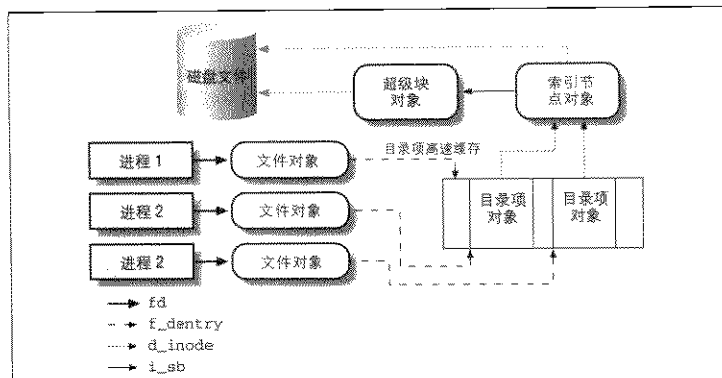 磁盘文件
超级块
对象
索引节
点对象
进程 1
文件对象
目录项高速缓存
进程 2
文件对象
目录项
对象
目录项
对象
进程 2
文件对象
fd
f_dentry
d_inode
i_sb